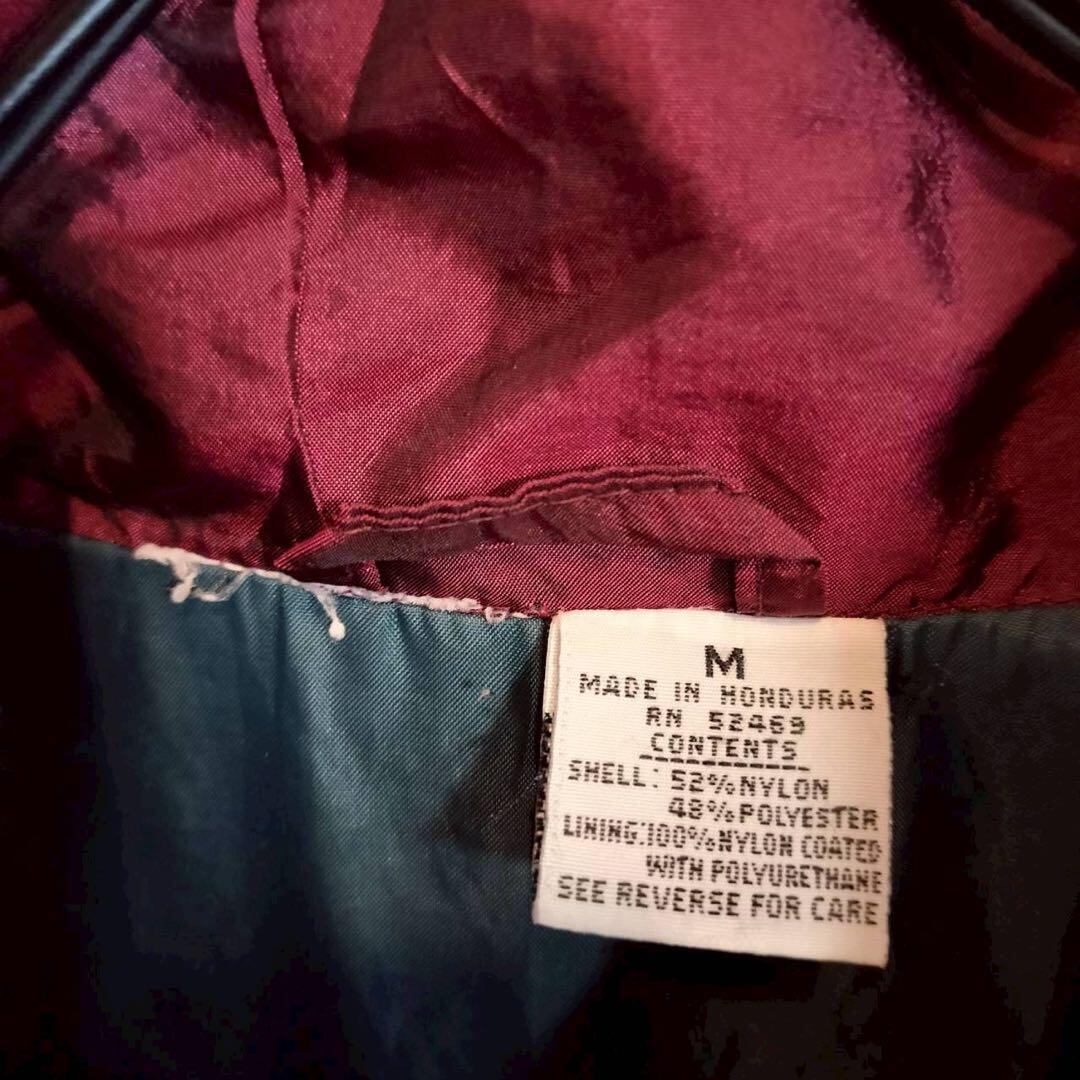 M
MADE IN HONDURAS
RN 52469
CONTENTS
SHELL: 52% NYLON
48% POLYESTER
LINING: 100% NYLON COATED
WITH POLYURETHANE
SEE REVERSE FOR CARE